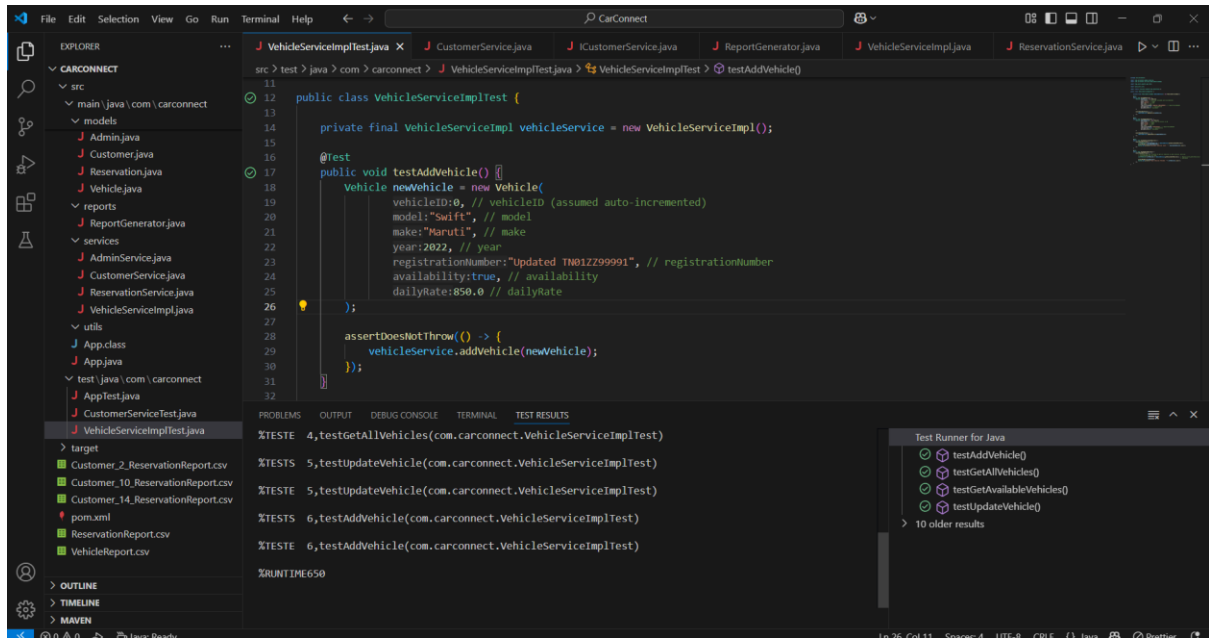 File Edit Selection View Go Run Terminal Help
CarConnect
EXPLORER
CARCONNECT
src
main\java\com\carconnect
models
Admin.java
Customer.java
Reservation.java
Vehicle.java
reports
ReportGenerator.java
services
AdminService.java
CustomerService.java
ReservationService.java
VehicleServiceImpl.java
utils
App.class
App.java
test\java\com\carconnect
AppTest.java
CustomerServiceTest.java
VehicleServiceImplTest.java
target
Customer_2_ReservationReport.csv
Customer_10_ReservationReport.csv
Customer_14_ReservationReport.csv
pom.xml
ReservationReport.csv
VehicleReport.csv
OUTLINE
TIMELINE
MAVEN
VehicleServiceImplTest.java CustomerService.java ICustomerService.java ReportGenerator.java VehicleServiceImpl.java ReservationService.java
src > test > java > com > carconnect > VehicleServiceImplTest.java > VehicleServiceImplTest > testAddVehicle()
11
12 public class VehicleServiceImplTest {
13
14 private final VehicleServiceImpl vehicleService = new VehicleServiceImpl();
15
16 @Test
17 public void testAddVehicle() {
18 Vehicle newVehicle = new Vehicle(
19 vehicleID:0, // vehicleID (assumed auto-incremented)
20 model:"Swift", // model
21 make:"Maruti", // make
22 year:2022, // year
23 registrationNumber:"Updated TN01ZZ99991", // registrationNumber
24 availability:true, // availability
25 dailyRate:850.0 // dailyRate
26 );
27
28 assertDoesNotThrow(() -> {
29 vehicleService.addVehicle(newVehicle);
30 });
31 }
32
PROBLEMS OUTPUT DEBUG CONSOLE TERMINAL TEST RESULTS
%TESTE 4,testGetAllVehicles(com.carconnect.VehicleServiceImplTest)
%TESTS 5,testUpdateVehicle(com.carconnect.VehicleServiceImplTest)
%TESTE 5,testUpdateVehicle(com.carconnect.VehicleServiceImplTest)
%TESTS 6,testAddVehicle(com.carconnect.VehicleServiceImplTest)
%TESTE 6,testAddVehicle(com.carconnect.VehicleServiceImplTest)
%RUNTIME650
Test Runner for Java
testAddVehicle()
testGetAllVehicles()
testGetAvailableVehicles()
testUpdateVehicle()
10 older results
0 0 Java: Ready
Ln 26, Col 11 Spaces: 4 UTF-8 CRLF {} Java Prettier